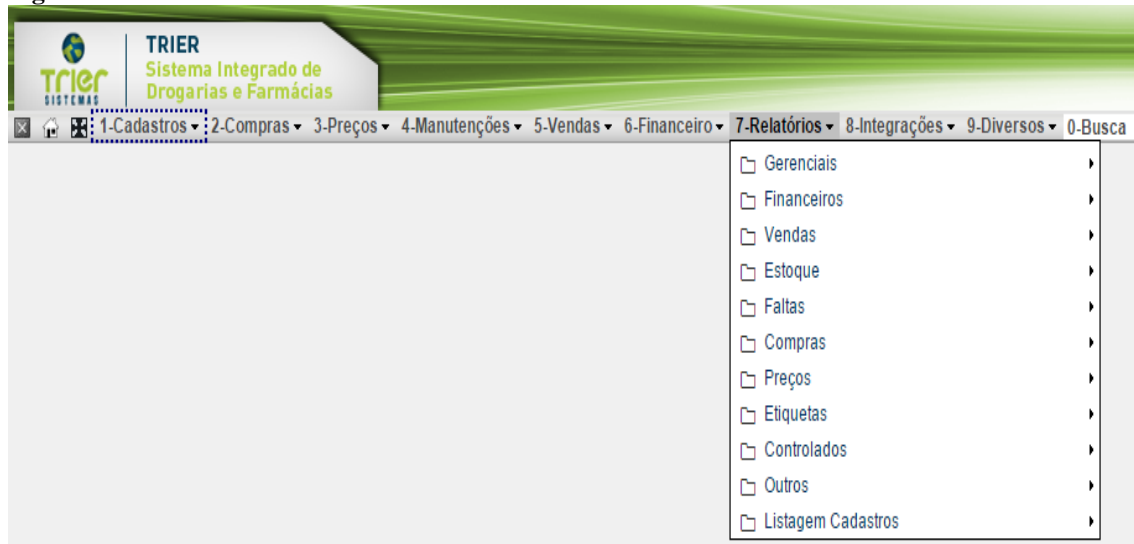 TRIER
Sistema Integrado de
Drogarias e Farmácias
Trier
SISTEMAS
1-Cadastros 2-Compras 3-Preços 4-Manutenções 5-Vendas 6-Financeiro 7-Relatórios 8-Integrações 9-Diversos 0-Busca
Gerenciais
Financeiros
Vendas
Estoque
Faltas
Compras
Preços
Etiquetas
Controlados
Outros
Listagem Cadastros